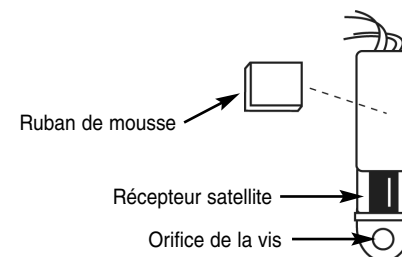 Ruban de mousse
Récepteur satellite
Orifice de la vis